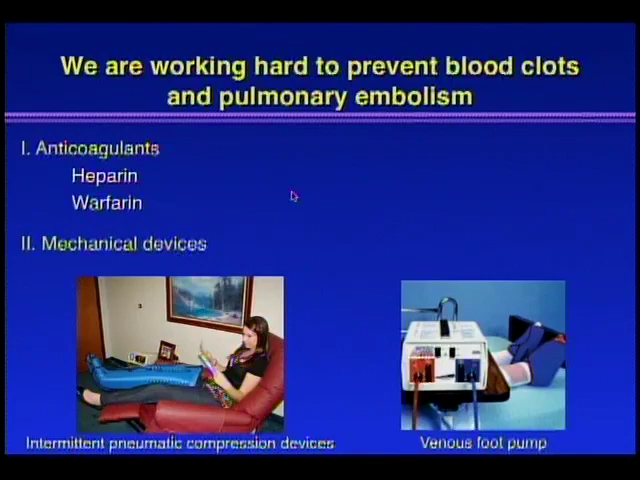 We are working hard to prevent blood clots
and pulmonary embolism
I. Anticoagulants
Heparin
Warfarin
II. Mechanical devices
Intermittent pneumatic compression devices
Venous foot pump